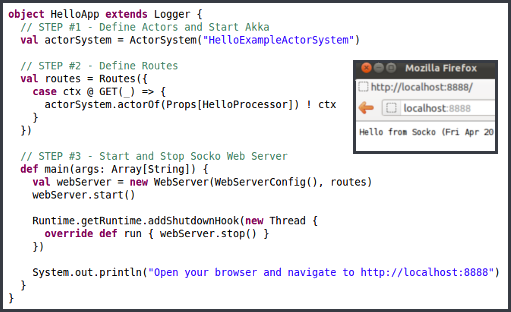 object HelloApp extends Logger {
  // STEP #1 - Define Actors and Start Akka
  val actorSystem = ActorSystem("HelloExampleActorSystem")

  // STEP #2 - Define Routes
  val routes = Routes({
    case ctx @ GET(_) => {
      actorSystem.actorOf(Props[HelloProcessor]) ! ctx
    }
  })

  // STEP #3 - Start and Stop Socko Web Server
  def main(args: Array[String]) {
    val webServer = new WebServer(WebServerConfig(), routes)
    webServer.start()

    Runtime.getRuntime.addShutdownHook(new Thread {
      override def run { webServer.stop() }
    })

    System.out.println("Open your browser and navigate to http://localhost:8888")
  }
}
Mozilla Firefox
http://localhost:8888/
localhost:8888
Hello from Socko (Fri Apr 20